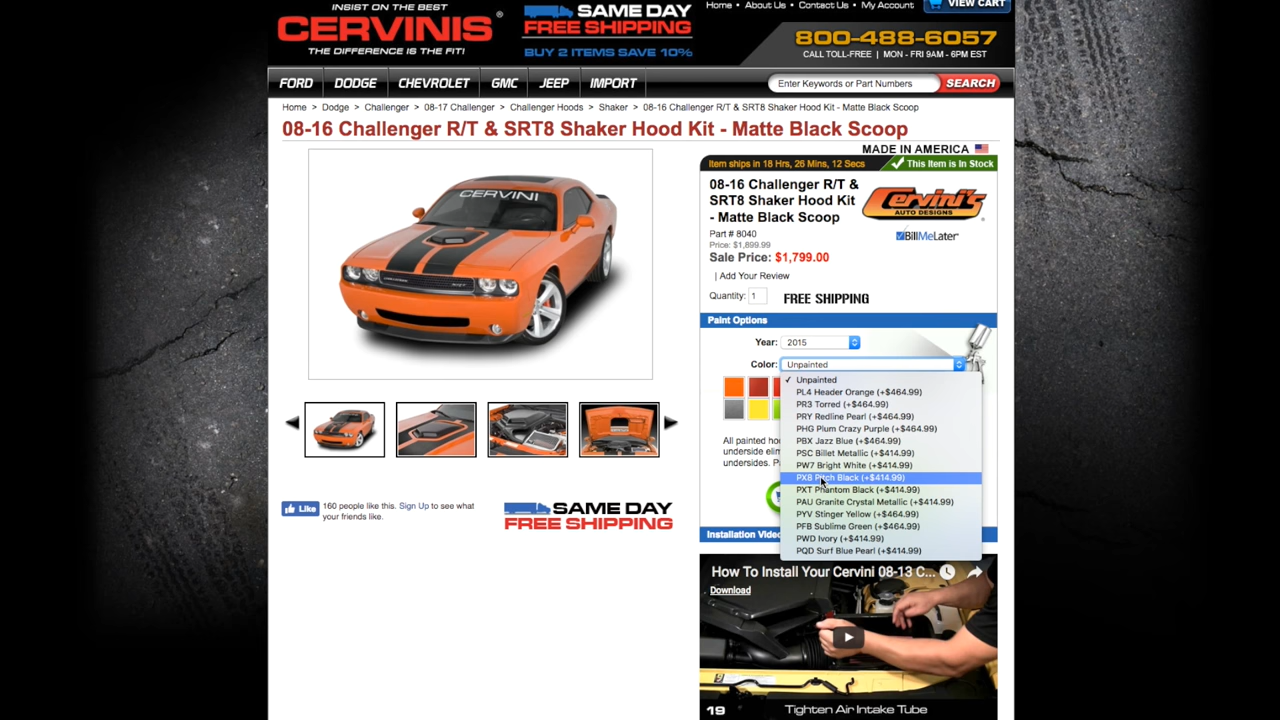 INSIST ON THE BEST
CERVINIS®
THE DIFFERENCE IS THE FIT!
SAME DAY
FREE SHIPPING
BUY 2 ITEMS SAVE 10%
Home • About Us • Contact Us • My Account
VIEW CART
800-488-6057
CALL TOLL-FREE | MON - FRI 9AM - 6PM EST
FORD DODGE CHEVROLET GMC JEEP IMPORT
Enter Keywords or Part Numbers SEARCH
Home > Dodge > Challenger > 08-17 Challenger > Challenger Hoods > Shaker > 08-16 Challenger R/T & SRT8 Shaker Hood Kit - Matte Black Scoop
08-16 Challenger R/T & SRT8 Shaker Hood Kit - Matte Black Scoop
CERVINI
MADE IN AMERICA
Item ships in 18 Hrs, 26 Mins, 12 Secs
This Item is In Stock
08-16 Challenger R/T &
SRT8 Shaker Hood Kit
- Matte Black Scoop
Cervini's
AUTO DESIGNS
BillMeLater
Part # 8040
Price: $1,899.99
Sale Price: $1,799.00
| Add Your Review
Quantity: 1 FREE SHIPPING
Paint Options
Year: 2015
Color: Unpainted
✓ Unpainted
PL4 Header Orange (+$464.99)
PR3 Torred (+$464.99)
PRY Redline Pearl (+$464.99)
PHG Plum Crazy Purple (+$464.99)
PBX Jazz Blue (+$464.99)
PSC Billet Metallic (+$414.99)
PW7 Bright White (+$414.99)
PX8 Pitch Black (+$414.99)
PXT Phantom Black (+$414.99)
PAU Granite Crystal Metallic (+$414.99)
PYV Stinger Yellow (+$464.99)
PFB Sublime Green (+$464.99)
PWD Ivory (+$414.99)
PQD Surf Blue Pearl (+$414.99)
All painted ho
underside elim
undersides. P
Like
160 people like this. Sign Up to see what
your friends like.
SAME DAY
FREE SHIPPING
Installation Vide
How To Install Your Cervini 08-13 C...
Download
19 Tighten Air Intake Tube